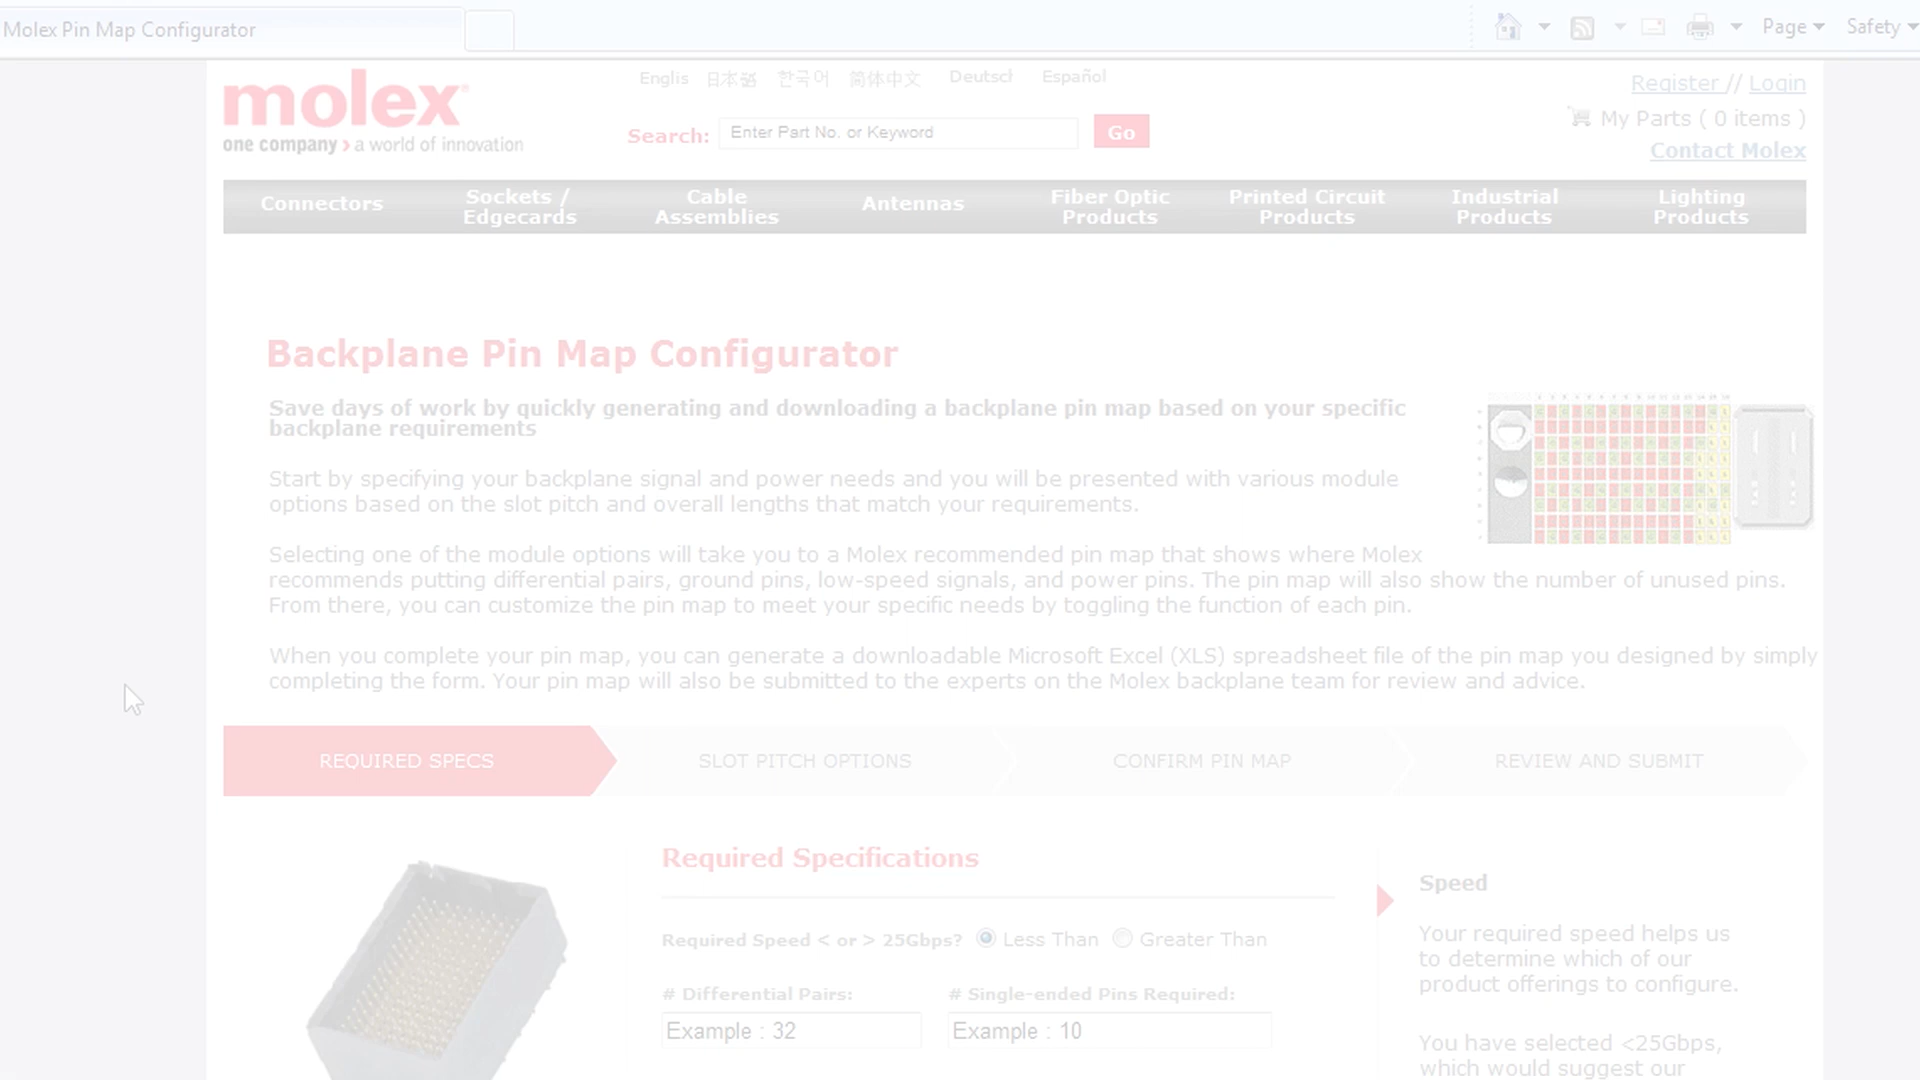 Molex Pin Map Configurator
Page
Safety
molex
one company › a world of innovation
Englis 日本語 한국어 简体中文 Deutsch Español
Register // Login
My Parts ( 0 items )
Contact Molex
Search: Enter Part No. or Keyword Go
Connectors
Sockets /
Edgecards
Cable
Assemblies
Antennas
Fiber Optic
Products
Printed Circuit
Products
Industrial
Products
Lighting
Products
Backplane Pin Map Configurator
Save days of work by quickly generating and downloading a backplane pin map based on your specific
backplane requirements
Start by specifying your backplane signal and power needs and you will be presented with various module
options based on the slot pitch and overall lengths that match your requirements.
Selecting one of the module options will take you to a Molex recommended pin map that shows where Molex
recommends putting differential pairs, ground pins, low-speed signals, and power pins. The pin map will also show the number of unused pins.
From there, you can customize the pin map to meet your specific needs by toggling the function of each pin.
When you complete your pin map, you can generate a downloadable Microsoft Excel (XLS) spreadsheet file of the pin map you designed by simply
completing the form. Your pin map will also be submitted to the experts on the Molex backplane team for review and advice.
REQUIRED SPECS
SLOT PITCH OPTIONS
CONFIRM PIN MAP
REVIEW AND SUBMIT
Required Specifications
Required Speed < or > 25Gbps? Less Than Greater Than
# Differential Pairs:
# Single-ended Pins Required:
Example : 32
Example : 10
Speed
Your required speed helps us
to determine which of our
product offerings to configure.
You have selected <25Gbps,
which would suggest our